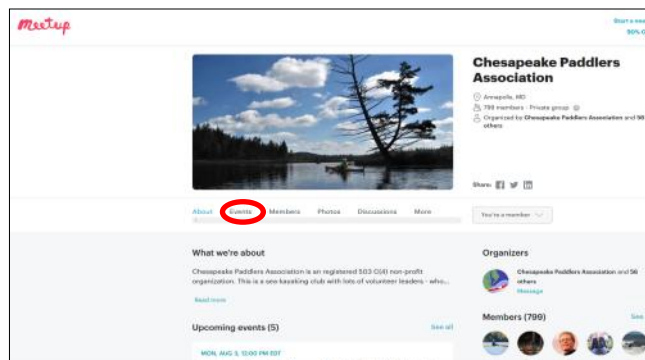 meetup
Start a
50%
Chesapeake Paddlers
Association
Annapolis, MD
799 members · Private group
Organized by Chesapeake Paddlers Association and 56
others
Share:
About Events Members Photos Discussions More
You're a member
What we're about
Organizers
Chesapeake Paddlers Association is an registered 503 C(4) non-profit
organization. This is a sea kayaking club with lots of volunteer leaders - who...
Chesapeake Paddlers Association and 56
others
Message
Read more
Members (799)
See
Upcoming events (5)
See all
MON, AUG 3, 12:00 PM EDT